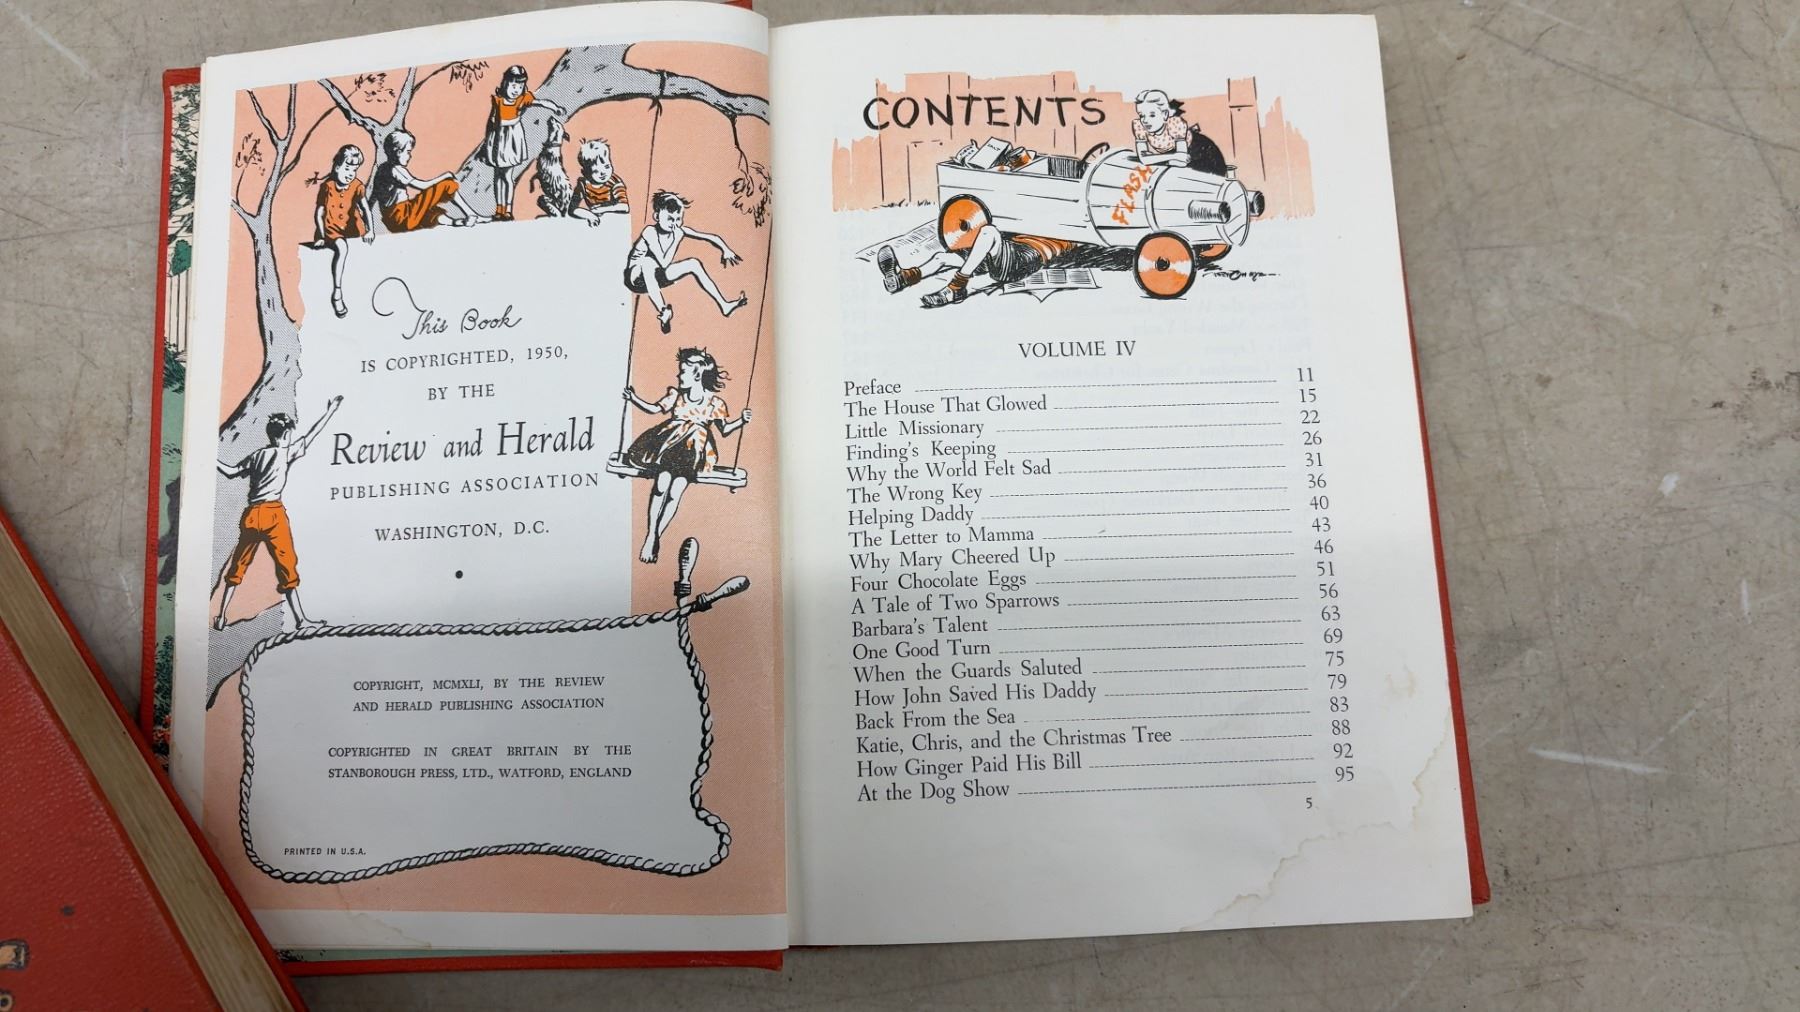 This Book
IS COPYRIGHTED, 1950,
BY THE
Review and Herald
PUBLISHING ASSOCIATION
WASHINGTON, D.C.
COPYRIGHT, MCMXLI, BY THE REVIEW
AND HERALD PUBLISHING ASSOCIATION
COPYRIGHTED IN GREAT BRITAIN BY THE
STANBOROUGH PRESS, LTD., WATFORD, ENGLAND
PRINTED IN U.S.A.
CONTENTS
FLASH
VOLUME IV
Preface 11
The House That Glowed 15
Little Missionary 22
Finding's Keeping 26
Why the World Felt Sad 31
The Wrong Key 36
Helping Daddy 40
The Letter to Mamma 43
Why Mary Cheered Up 46
Four Chocolate Eggs 51
A Tale of Two Sparrows 56
Barbara's Talent 63
One Good Turn 69
When the Guards Saluted 75
How John Saved His Daddy 79
Back From the Sea 83
Katie, Chris, and the Christmas Tree 88
How Ginger Paid His Bill 92
At the Dog Show 95
5